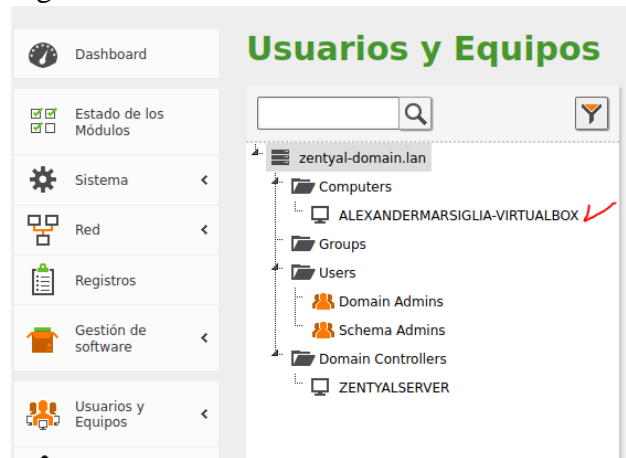 Dashboard
Estado de los
Módulos
Sistema
Red
Registros
Gestión de
software
Usuarios y
Equipos
Usuarios y Equipos
zentyal-domain.lan
Computers
ALEXANDERMARSIGLIA-VIRTUALBOX
Groups
Users
Domain Admins
Schema Admins
Domain Controllers
ZENTYALSERVER